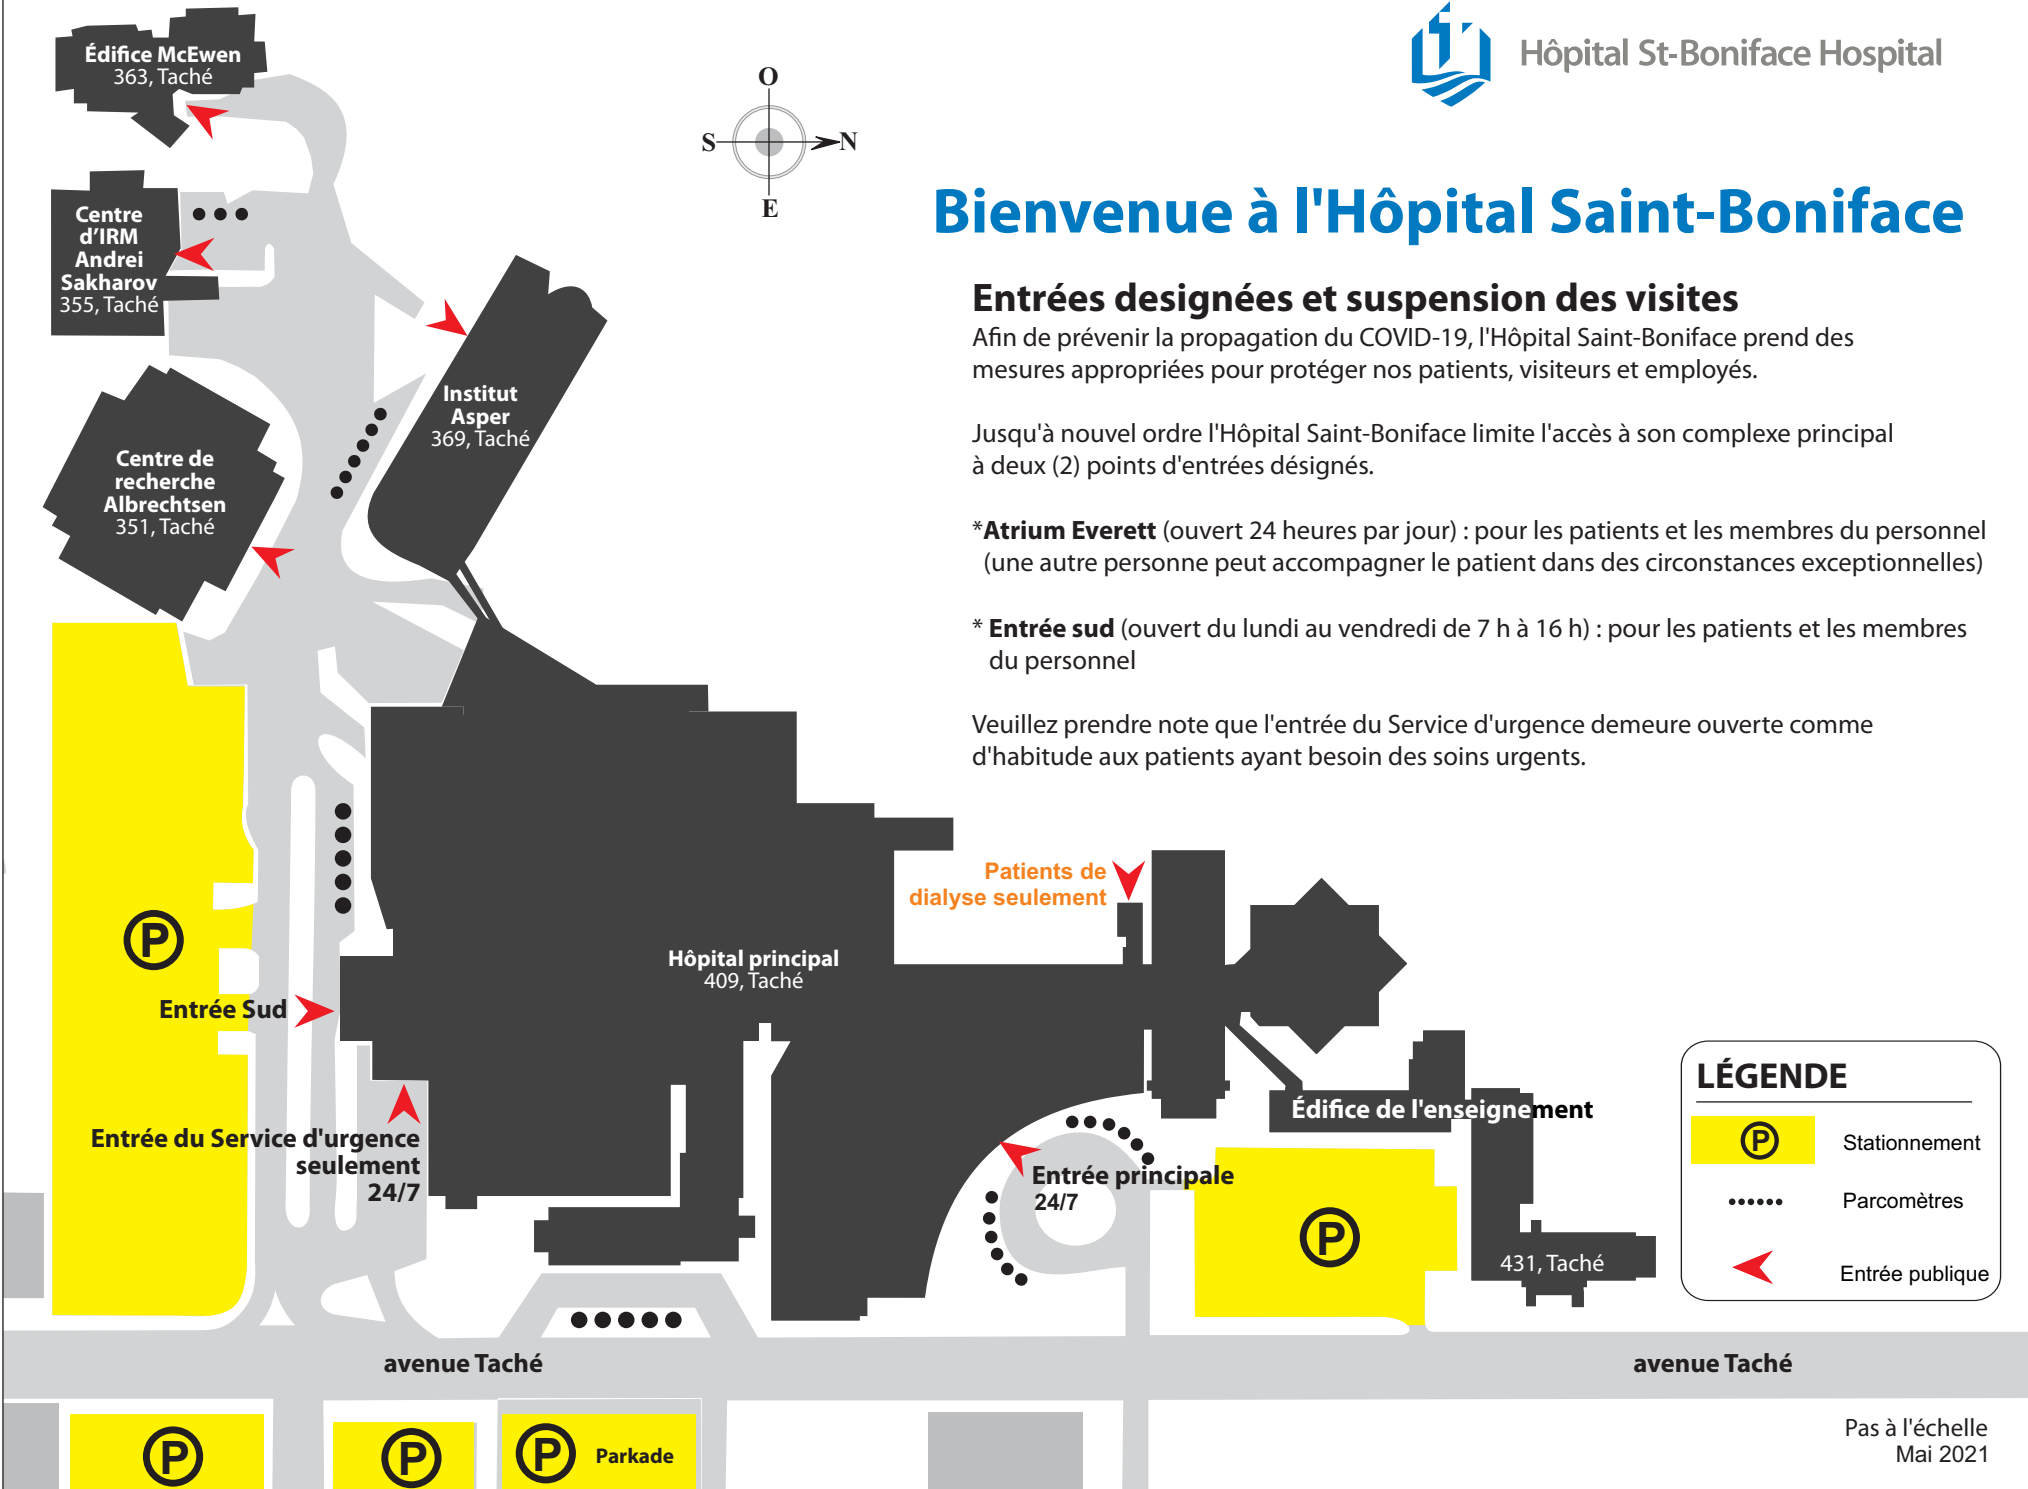 Hôpital St-Boniface Hospital
Édifice McEwen
363, Taché
O
S
N
E
Bienvenue à l'Hôpital Saint-Boniface
Centre
d'IRM
Andrei
Sakharov
355, Taché
Entrées designées et suspension des visites
Afin de prévenir la propagation du COVID-19, l'Hôpital Saint-Boniface prend des
mesures appropriées pour protéger nos patients, visiteurs et employés.
Jusqu'à nouvel ordre l'Hôpital Saint-Boniface limite l'accès à son complexe principal
à deux (2) points d'entrées désignés.
*Atrium Everett (ouvert 24 heures par jour) : pour les patients et les membres du personnel
(une autre personne peut accompagner le patient dans des circonstances exceptionnelles)
* Entrée sud (ouvert du lundi au vendredi de 7 h à 16 h) : pour les patients et les membres
du personnel
Veuillez prendre note que l'entrée du Service d'urgence demeure ouverte comme
d'habitude aux patients ayant besoin des soins urgents.
Institut
Asper
369, Taché
Centre de
recherche
Albrechtsen
351, Taché
Patients de
dialyse seulement
P
Hôpital principal
409, Taché
Entrée Sud
Entrée du Service d'urgence
seulement
24/7
Édifice de l'enseignement
Entrée principale
24/7
P
431, Taché
LÉGENDE
P
Stationnement
Parcomètres
Entrée publique
avenue Taché
avenue Taché
P
P
P
Parkade
Pas à l'échelle
Mai 2021